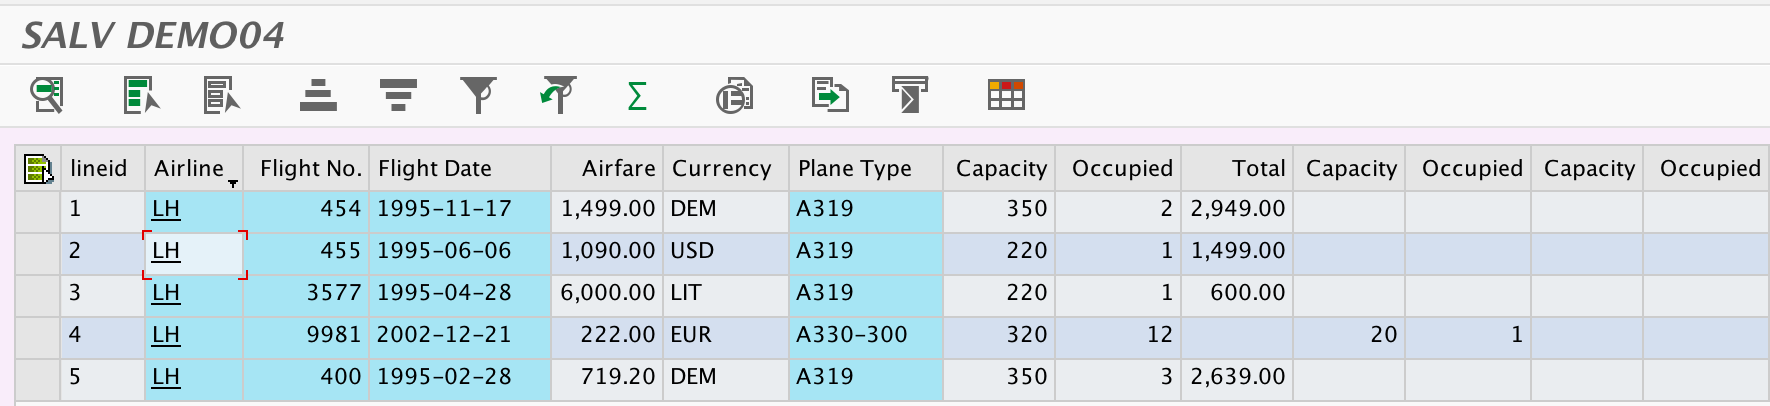 SALV DEMO04
lineid Airline Flight No. Flight Date Airfare Currency Plane Type Capacity Occupied Total Capacity Occupied Capacity Occupied
1 LH 454 1995-11-17 1,499.00 DEM A319 350 2 2,949.00
2 LH 455 1995-06-06 1,090.00 USD A319 220 1 1,499.00
3 LH 3577 1995-04-28 6,000.00 LIT A319 220 1 600.00
4 LH 9981 2002-12-21 222.00 EUR A330-300 320 12 20 1
5 LH 400 1995-02-28 719.20 DEM A319 350 3 2,639.00